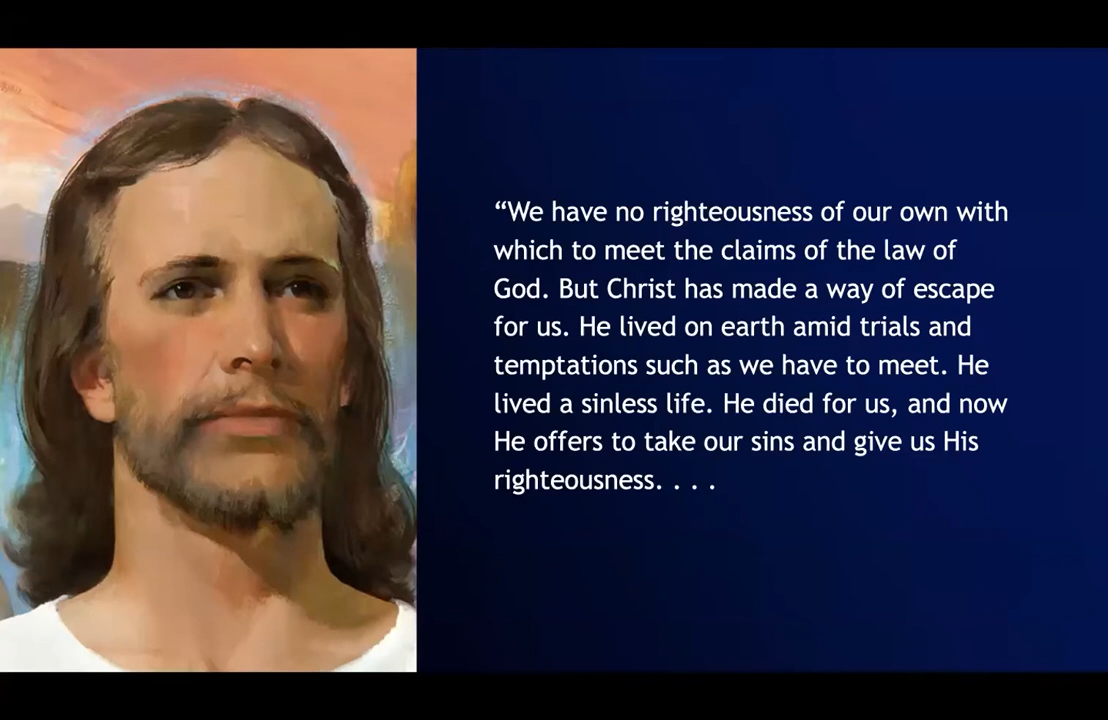 “We have no righteousness of our own with
which to meet the claims of the law of
God. But Christ has made a way of escape
for us. He lived on earth amid trials and
temptations such as we have to meet. He
lived a sinless life. He died for us, and now
He offers to take our sins and give us His
righteousness. . . .